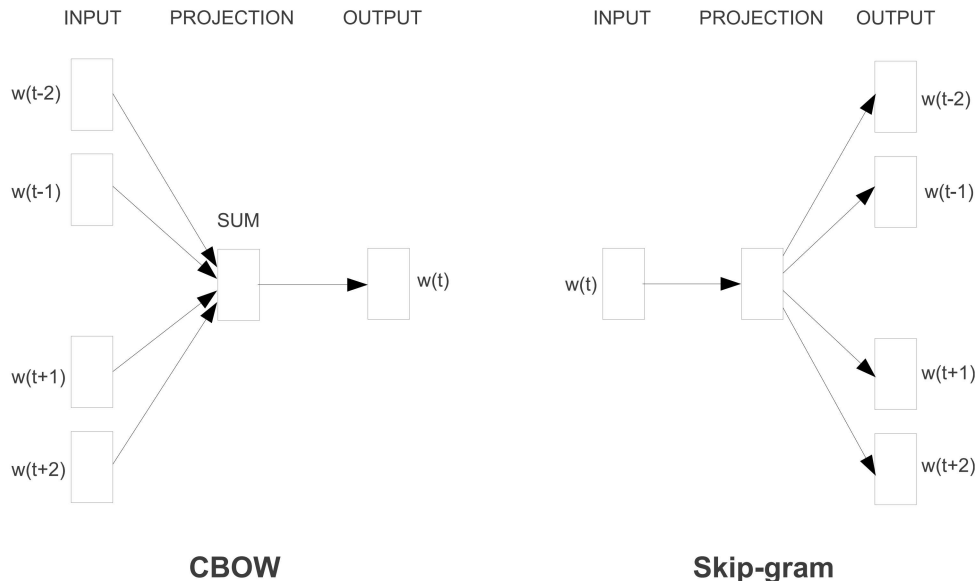 INPUT PROJECTION OUTPUT
w(t-2)
w(t-1)
SUM
w(t)
w(t+1)
w(t+2)
CBOW
INPUT PROJECTION OUTPUT
w(t-2)
w(t-1)
w(t)
w(t+1)
w(t+2)
Skip-gram